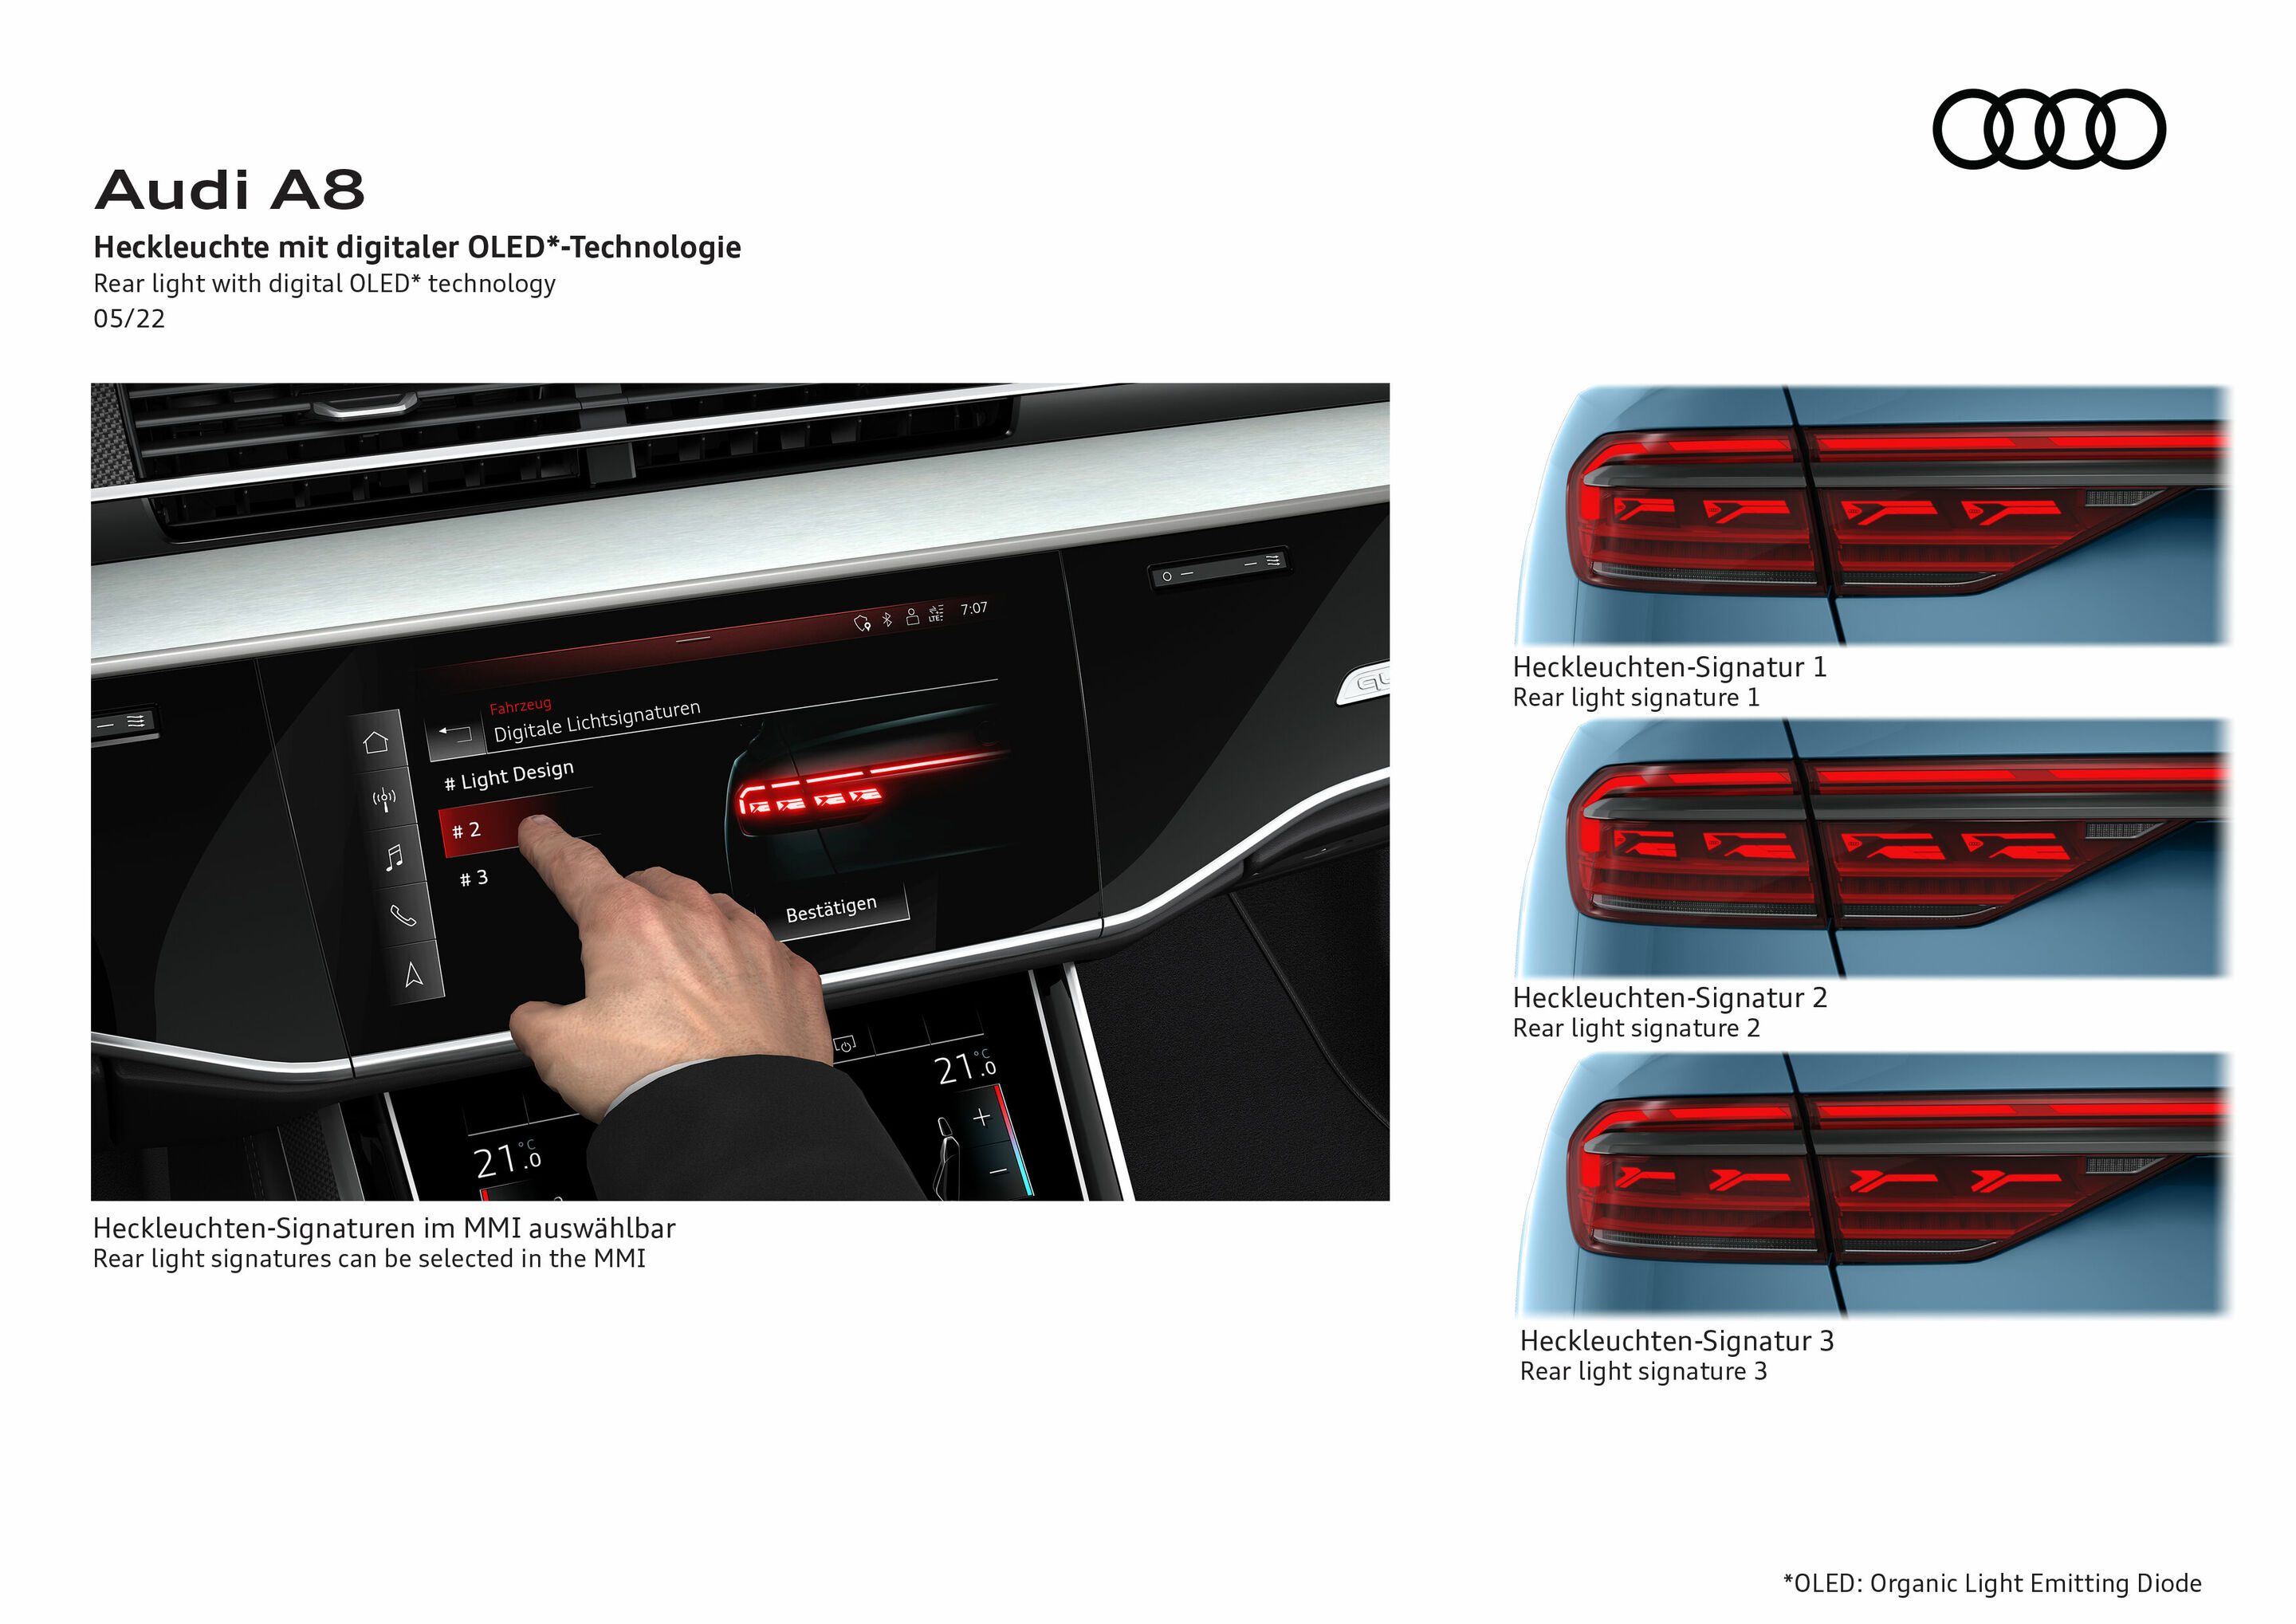 Audi A8
Heckleuchte mit digitaler OLED*-Technologie
Rear light with digital OLED* technology
05/22
LTE
7:07
Fahrzeug
Digitale Lichtsignaturen
# Light Design
# 2
# 3
Bestätigen
21.0 °C
21.0 °C
Heckleuchten-Signaturen im MMI auswählbar
Rear light signatures can be selected in the MMI
Heckleuchten-Signatur 1
Rear light signature 1
Heckleuchten-Signatur 2
Rear light signature 2
Heckleuchten-Signatur 3
Rear light signature 3
*OLED: Organic Light Emitting Diode